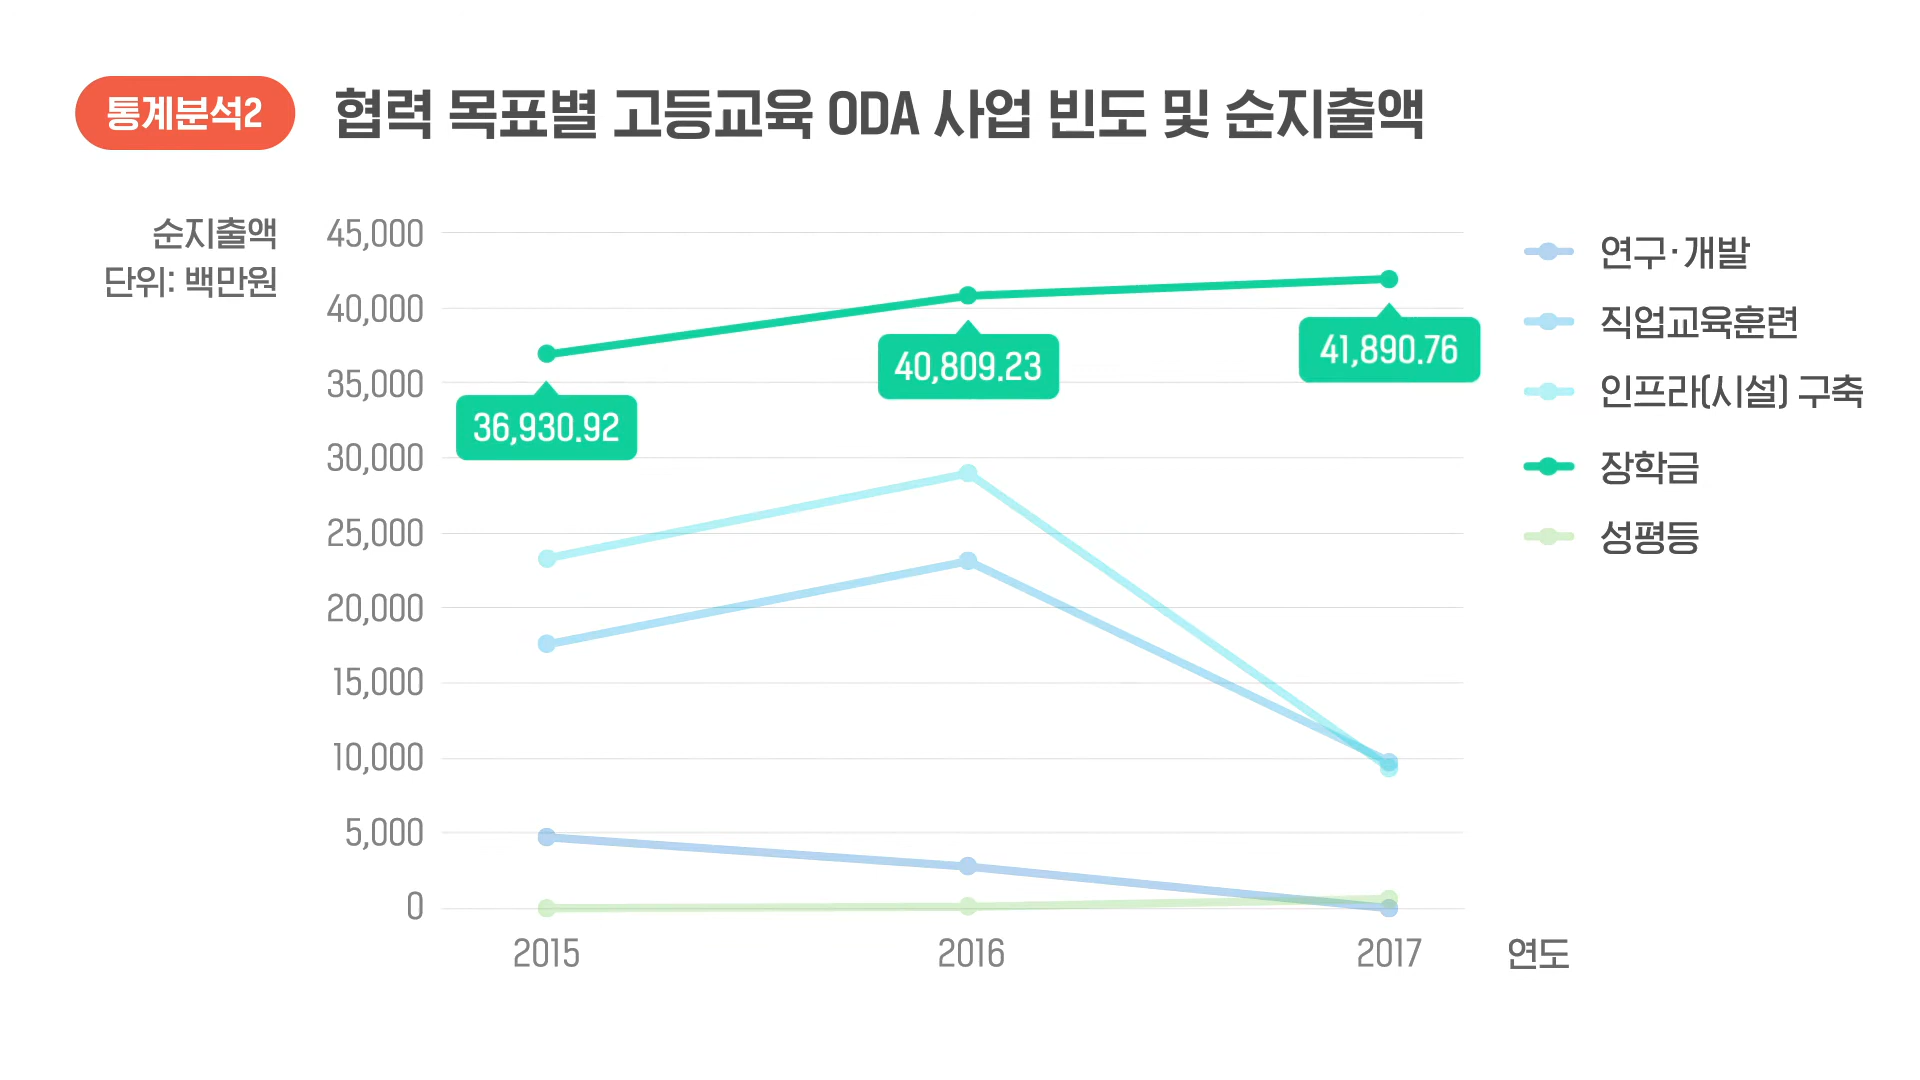 통계분석2
협력 목표별 고등교육 ODA 사업 빈도 및 순지출액
순지출액
단위: 백만원
45,000
40,000
35,000
30,000
25,000
20,000
15,000
10,000
5,000
0
36,930.92
40,809.23
41,890.76
2015
2016
2017
연도
연구·개발
직업교육훈련
인프라(시설) 구축
장학금
성평등